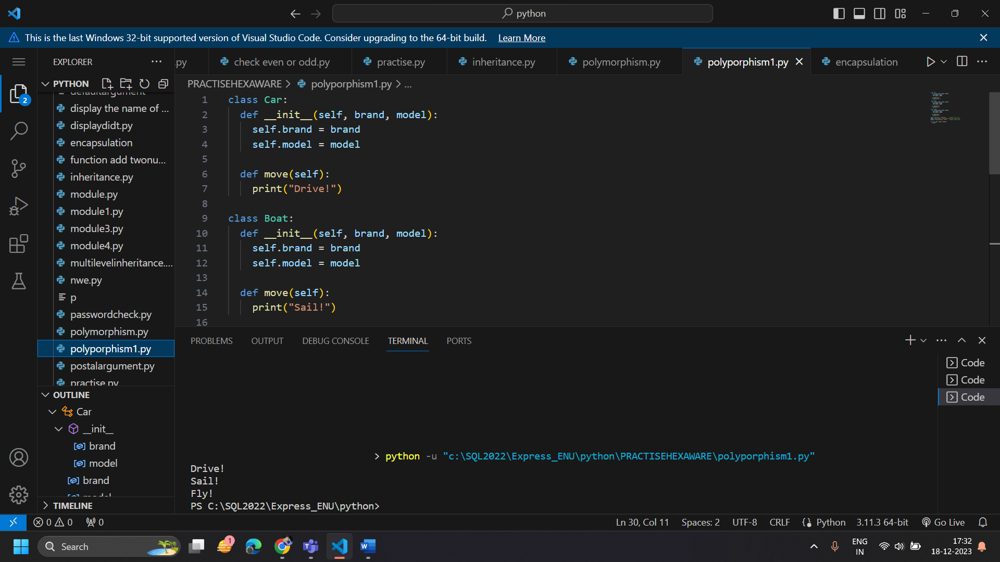 python
This is the last Windows 32-bit supported version of Visual Studio Code. Consider upgrading to the 64-bit build. Learn More
EXPLORER
.py
check even or odd.py
practise.py
inheritance.py
polymorphism.py
polyporphism1.py
encapsulation
PYTHON
PRACTISEHEXAWARE > polyporphism1.py > ...
defaultargument
display the name of ...
displaydidt.py
encapsulation
function add twonu...
inheritance.py
module.py
module1.py
module3.py
module4.py
multilevelinheritance....
nwe.py
p
passwordcheck.py
polymorphism.py
polyporphism1.py
postalargument.py
practise.py
2
OUTLINE
Car
__init__
brand
model
brand
model
TIMELINE
1 class Car:
2 def __init__(self, brand, model):
3 self.brand = brand
4 self.model = model
5
6 def move(self):
7 print("Drive!")
8
9 class Boat:
10 def __init__(self, brand, model):
11 self.brand = brand
12 self.model = model
13
14 def move(self):
15 print("Sail!")
16
PROBLEMS OUTPUT DEBUG CONSOLE TERMINAL PORTS
Code
Code
Code
> python -u "c:\SQL2022\Express_ENU\python\PRACTISEHEXAWARE\polyporphism1.py"
Drive!
Sail!
Fly!
PS C:\SQL2022\Express_ENU\python>
0 0 0
Ln 30, Col 11 Spaces: 2 UTF-8 CRLF Python 3.11.3 64-bit Go Live
Search
1
ENG
IN
17:32
18-12-2023